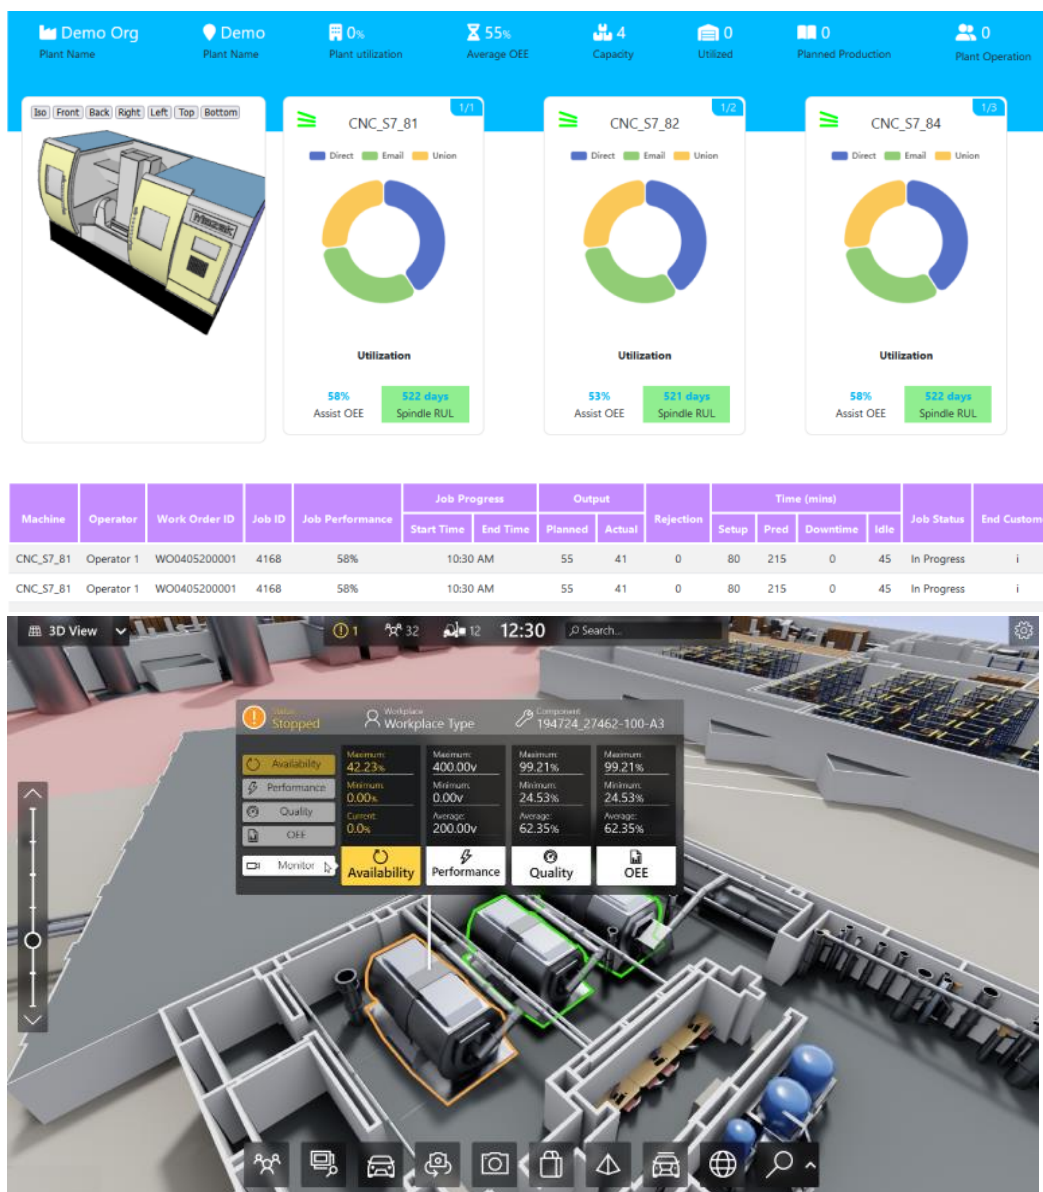 Demo Org Demo 0% 55% 4 0 0 0
Plant Name Plant Name Plant utilization Average OEE Capacity Utilized Planned Production Plant Operation
Iso Front Back Right Left Top Bottom
Mazak
1/1
CNC_S7_81
Direct Email Union
Utilization
58% 522 days
Assist OEE Spindle RUL
1/2
CNC_S7_82
Direct Email Union
Utilization
53% 521 days
Assist OEE Spindle RUL
1/3
CNC_S7_84
Direct Email Union
Utilization
58% 522 days
Assist OEE Spindle RUL
Machine Operator Work Order ID Job ID Job Performance Job Progress Output Rejection Time (mins) Job Status End Custom
Start Time End Time Planned Actual Setup Pred Downtime Idle
CNC_S7_81 Operator 1 WO0405200001 4168 58% 10:30 AM 55 41 0 80 215 0 45 In Progress i
CNC_S7_81 Operator 1 WO0405200001 4168 58% 10:30 AM 55 41 0 80 215 0 45 In Progress i
3D View 1 32 12 12:30 Search...
Status
Stopped
Workplace
Workplace Type
Component
194724_27462-100-A3
Availability
Performance
Quality
OEE
Monitor
Maximum:
42.23%
Minimum:
0.00%
Current:
0.0%
Availability
Maximum:
400.00v
Minimum:
0.00v
Average:
200.00v
Performance
Maximum:
99.21%
Minimum:
24.53%
Average:
62.35%
Quality
Maximum:
99.21%
Minimum:
24.53%
Average:
62.35%
OEE